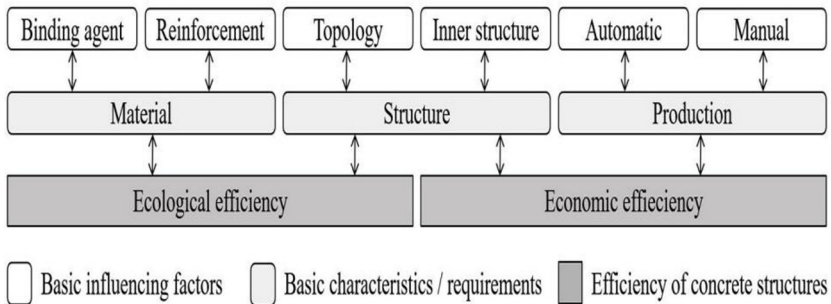 Binding agent
Reinforcement
Topology
Inner structure
Automatic
Manual
Material
Structure
Production
Ecological efficiency
Economic effieciency
Basic influencing factors
Basic characteristics / requirements
Efficiency of concrete structures